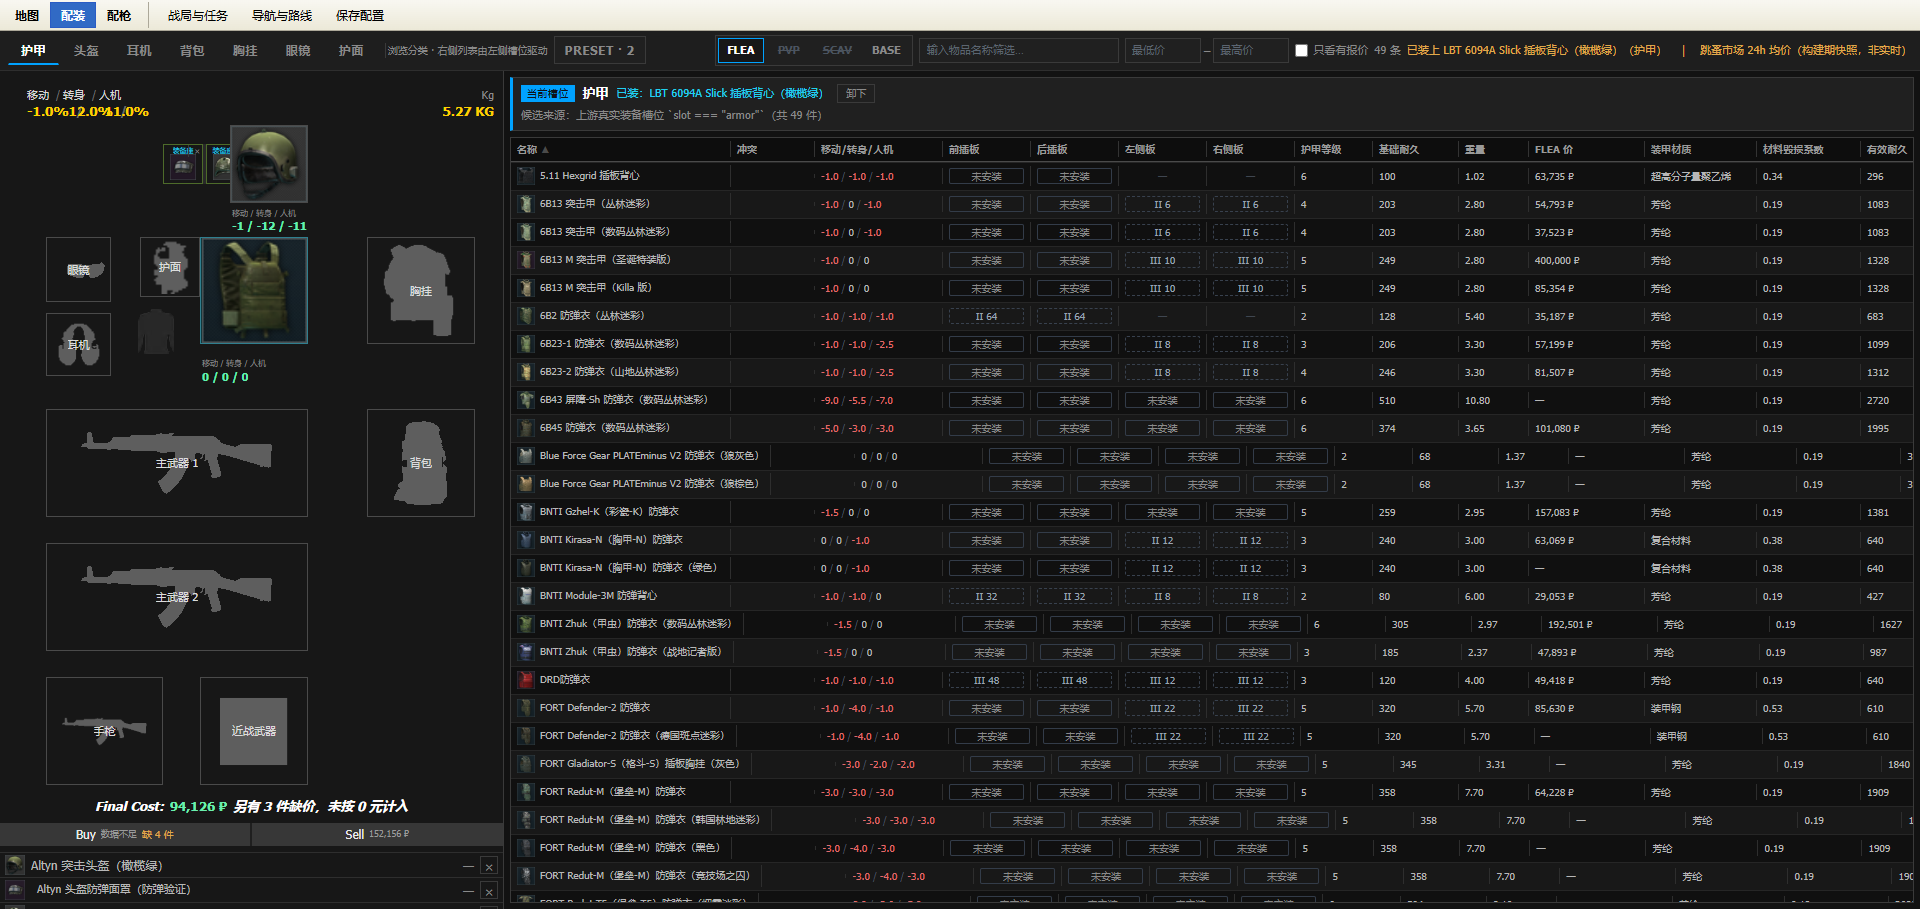 地图 配装 配枪 战局与任务 导航与路线 保存配置
护甲 头盔 耳机 背包 胸挂 眼镜 护面 浏览分类 · 右侧列表由左侧槽位驱动 PRESET · 2 FLEA PVP SCAV BASE 输入物品名称筛选... 最低价 – 最高价 只看有报价 49 条 已装上 LBT 6094A Slick 插板背心（橄榄绿）（护甲） | 跳蚤市场 24h 均价（构建期快照，非实时）
移动 / 转身 / 人机 Kg
5.27 KG
装备槽×
移动 / 转身 / 人机
-1 / -12 / -11
眼镜 护面 胸挂
耳机
移动 / 转身 / 人机
0 / 0 / 0
主武器 1 背包
主武器 2
手枪 近战武器
Final Cost: 94,126 ₽ 另有 3 件缺价，未按 0 元计入
Buy 数据不足 缺 4 件 Sell 152,156 ₽
Altyn 突击头盔（橄榄绿） — ×
Altyn 头盔防弹面罩（防弹验证） — ×
当前槽位 护甲 已装：LBT 6094A Slick 插板背心（橄榄绿） 卸下
候选来源：上游真实装备槽位 `slot === "armor"` （共 49 件）
名称 ▲ 冲突 移动/转身/人机 前插板 后插板 左侧板 右侧板 护甲等级 基础耐久 重量 FLEA 价 装甲材质 材料毁损系数 有效耐久
5.11 Hexgrid 插板背心 -1.0 / -1.0 / -1.0 未安装 未安装 — — 6 100 1.02 63,735 ₽ 超高分子量聚乙烯 0.34 296
6B13 突击甲（丛林迷彩） -1.0 / 0 / -1.0 未安装 未安装 II 6 II 6 4 203 2.80 54,793 ₽ 芳纶 0.19 1083
6B13 突击甲（数码丛林迷彩） -1.0 / 0 / -1.0 未安装 未安装 II 6 II 6 4 203 2.80 37,523 ₽ 芳纶 0.19 1083
6B13 M 突击甲（圣诞特装版） -1.0 / 0 / 0 未安装 未安装 III 10 III 10 5 249 2.80 400,000 ₽ 芳纶 0.19 1328
6B13 M 突击甲（Killa 版） -1.0 / 0 / 0 未安装 未安装 III 10 III 10 5 249 2.80 85,354 ₽ 芳纶 0.19 1328
6B2 防弹衣（丛林迷彩） -1.0 / -1.0 / -1.0 II 64 II 64 — — 2 128 5.40 35,187 ₽ 芳纶 0.19 683
6B23-1 防弹衣（数码丛林迷彩） -1.0 / -1.0 / -2.5 未安装 未安装 II 8 II 8 3 206 3.30 57,199 ₽ 芳纶 0.19 1099
6B23-2 防弹衣（山地丛林迷彩） -1.0 / -1.0 / -2.5 未安装 未安装 II 8 II 8 4 246 3.30 81,507 ₽ 芳纶 0.19 1312
6B43 屏障-Sh 防弹衣（数码丛林迷彩） -9.0 / -5.5 / -7.0 未安装 未安装 未安装 未安装 6 510 10.80 — 芳纶 0.19 2720
6B45 防弹衣（数码丛林迷彩） -5.0 / -3.0 / -3.0 未安装 未安装 未安装 未安装 6 374 3.65 101,080 ₽ 芳纶 0.19 1995
Blue Force Gear PLATEminus V2 防弹衣（狼灰色） 0 / 0 / 0 未安装 未安装 未安装 未安装 2 68 1.37 — 芳纶 0.19 3
Blue Force Gear PLATEminus V2 防弹衣（狼棕色） 0 / 0 / 0 未安装 未安装 未安装 未安装 2 68 1.37 — 芳纶 0.19 3
BNTI Gzhel-K（彩瓷-K）防弹衣 -1.5 / 0 / 0 未安装 未安装 未安装 未安装 5 259 2.95 157,083 ₽ 芳纶 0.19 1381
BNTI Kirasa-N（胸甲-N）防弹衣 0 / 0 / -1.0 未安装 未安装 II 12 II 12 3 240 3.00 63,069 ₽ 复合材料 0.38 640
BNTI Kirasa-N（胸甲-N）防弹衣（绿色） 0 / 0 / -1.0 未安装 未安装 II 12 II 12 3 240 3.00 — 复合材料 0.38 640
BNTI Module-3M 防弹背心 -1.0 / -1.0 / 0 II 32 II 32 II 8 II 8 2 80 6.00 29,053 ₽ 芳纶 0.19 427
BNTI Zhuk（甲虫）防弹衣（数码丛林迷彩） -1.5 / 0 / 0 未安装 未安装 未安装 未安装 6 305 2.97 192,501 ₽ 芳纶 0.19 1627
BNTI Zhuk（甲虫）防弹衣（战地记者版） -1.5 / 0 / 0 未安装 未安装 未安装 未安装 3 185 2.37 47,893 ₽ 芳纶 0.19 987
DRD防弹衣 -1.0 / -1.0 / -1.0 III 48 III 48 III 12 III 12 3 120 4.00 49,418 ₽ 芳纶 0.19 640
FORT Defender-2 防弹衣 -1.0 / -4.0 / -1.0 未安装 未安装 III 22 III 22 5 320 5.70 85,630 ₽ 装甲钢 0.53 610
FORT Defender-2 防弹衣（德国斑点迷彩） -1.0 / -4.0 / -1.0 未安装 未安装 III 22 III 22 5 320 5.70 — 装甲钢 0.53 610
FORT Gladiator-S（格斗-S）插板胸挂（灰色） -3.0 / -2.0 / -2.0 未安装 未安装 未安装 未安装 5 345 3.31 — 芳纶 0.19 1840
FORT Redut-M（堡垒-M）防弹衣 -3.0 / -3.0 / -3.0 未安装 未安装 未安装 未安装 5 358 7.70 64,228 ₽ 芳纶 0.19 1909
FORT Redut-M（堡垒-M）防弹衣（韩国林地迷彩） -3.0 / -3.0 / -3.0 未安装 未安装 未安装 未安装 5 358 7.70 — 芳纶 0.19 1
FORT Redut-M（堡垒-M）防弹衣（黑色） -3.0 / -4.0 / -3.0 未安装 未安装 未安装 未安装 5 358 7.70 — 芳纶 0.19 1909
FORT Redut-M（堡垒-M）防弹衣（竞技场之囚） -3.0 / -4.0 / -3.0 未安装 未安装 未安装 未安装 5 358 7.70 — 芳纶 0.19 190